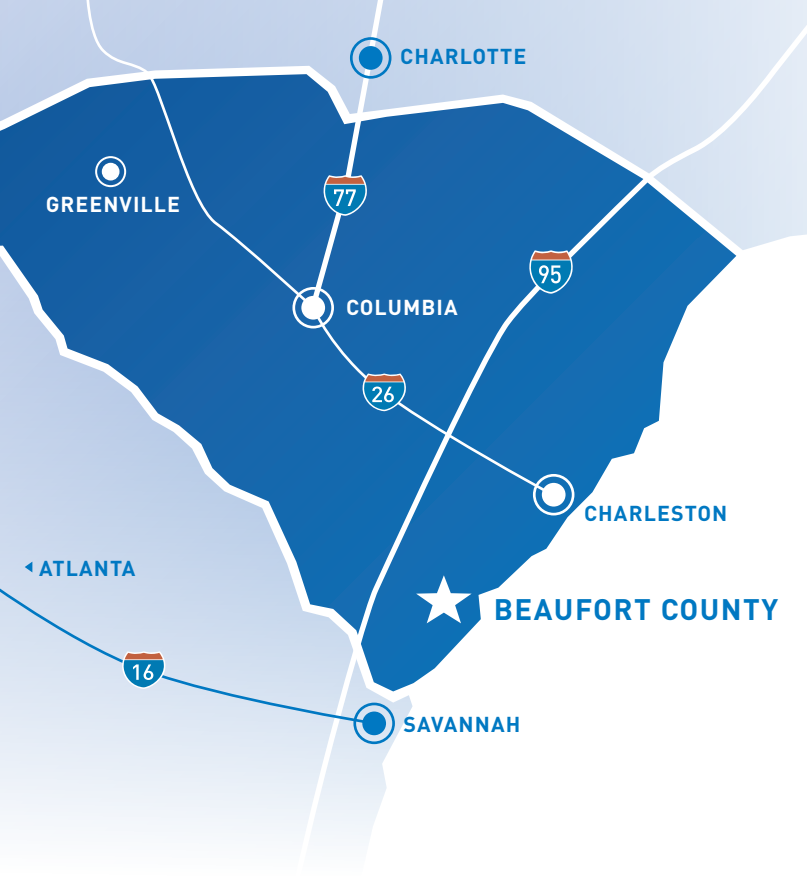 CHARLOTTE
77
GREENVILLE
95
COLUMBIA
26
CHARLESTON
ATLANTA
BEAUFORT COUNTY
16
SAVANNAH